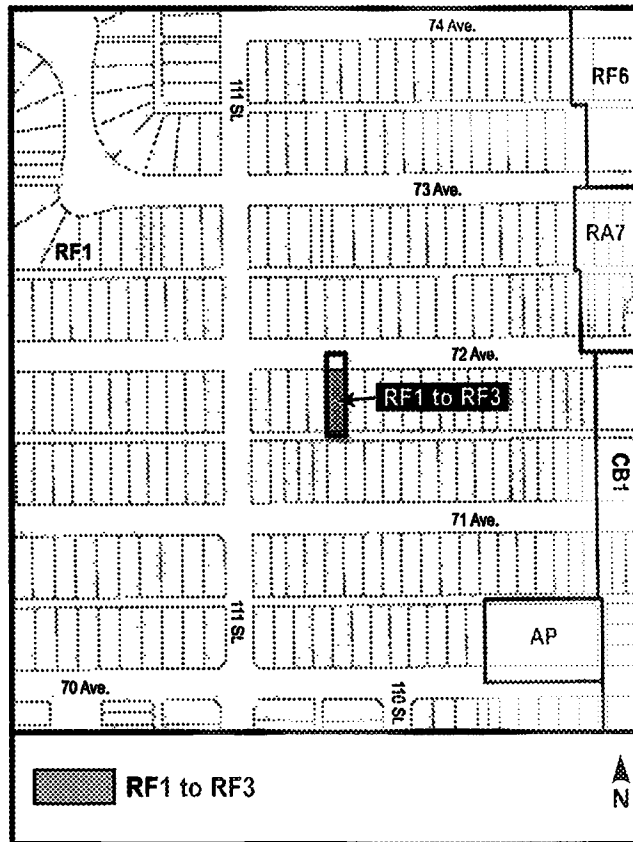 74 Ave.
RF6
111 St.
73 Ave.
RA7
RF1
72 Ave.
RF1 to RF3
CB1
71 Ave.
111 St.
AP
70 Ave.
110 St.
RF1 to RF3
N